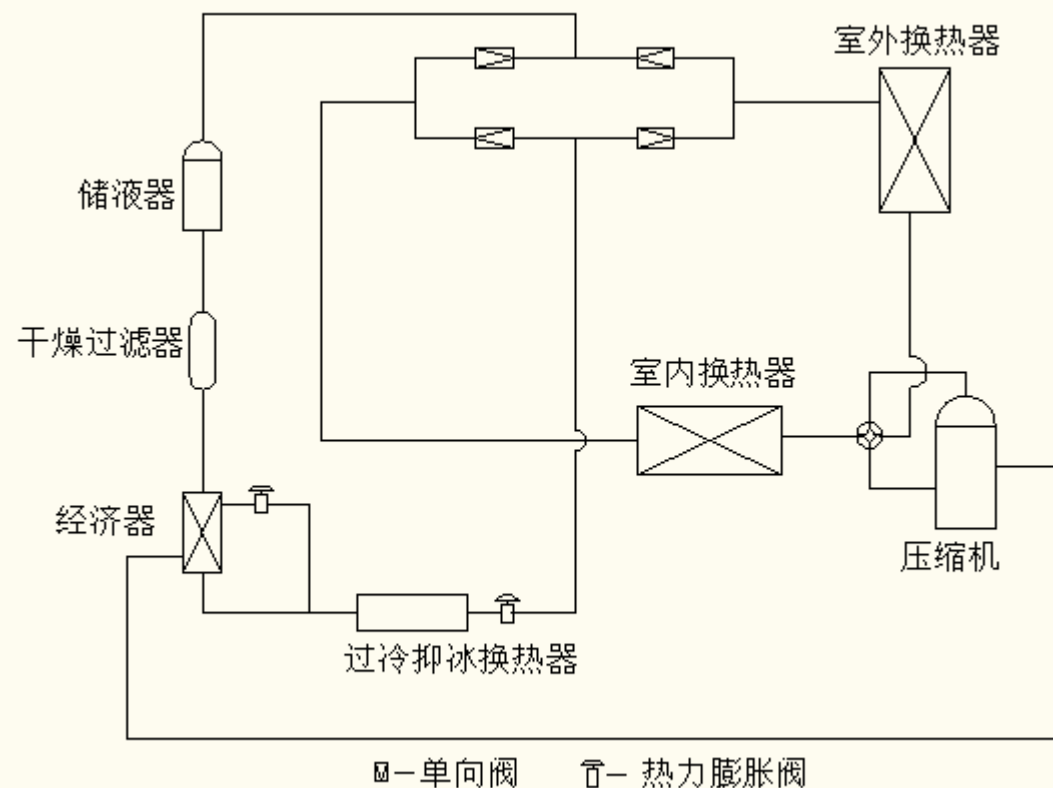 室外换热器
储液器
干燥过滤器
室内换热器
经济器
压缩机
过冷抑冰换热器
单向阀
热力膨胀阀